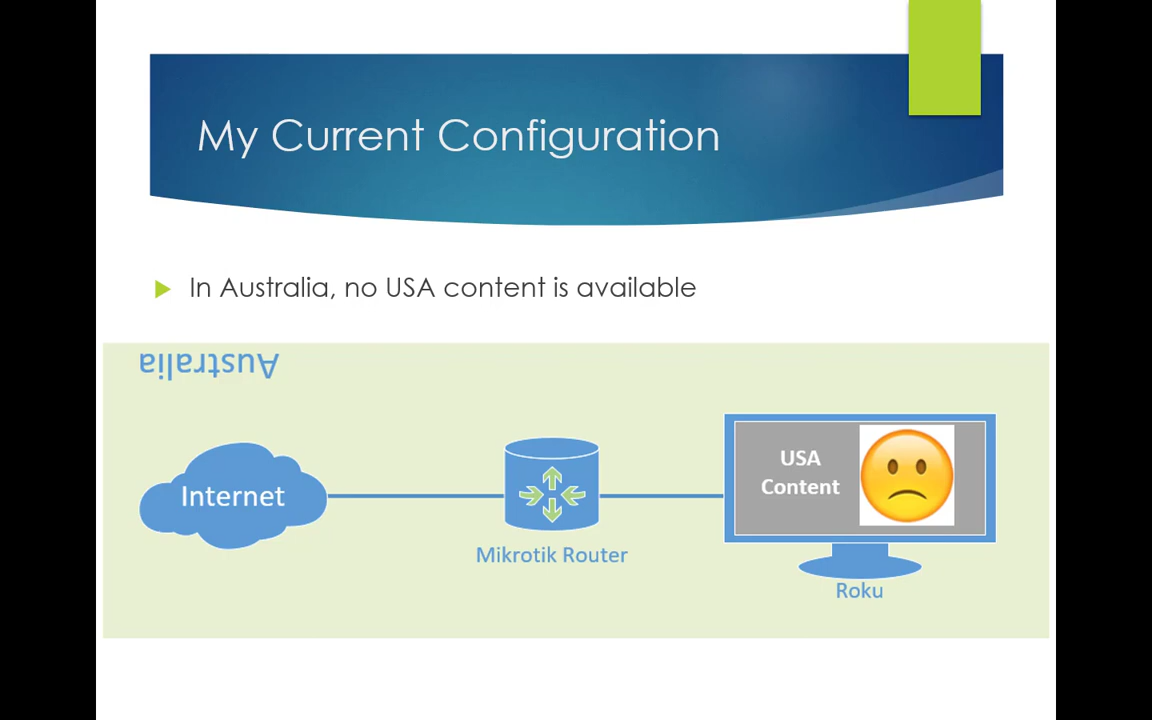 My Current Configuration
In Australia, no USA content is available
Australia
Internet
USA
Content
Mikrotik Router
Roku